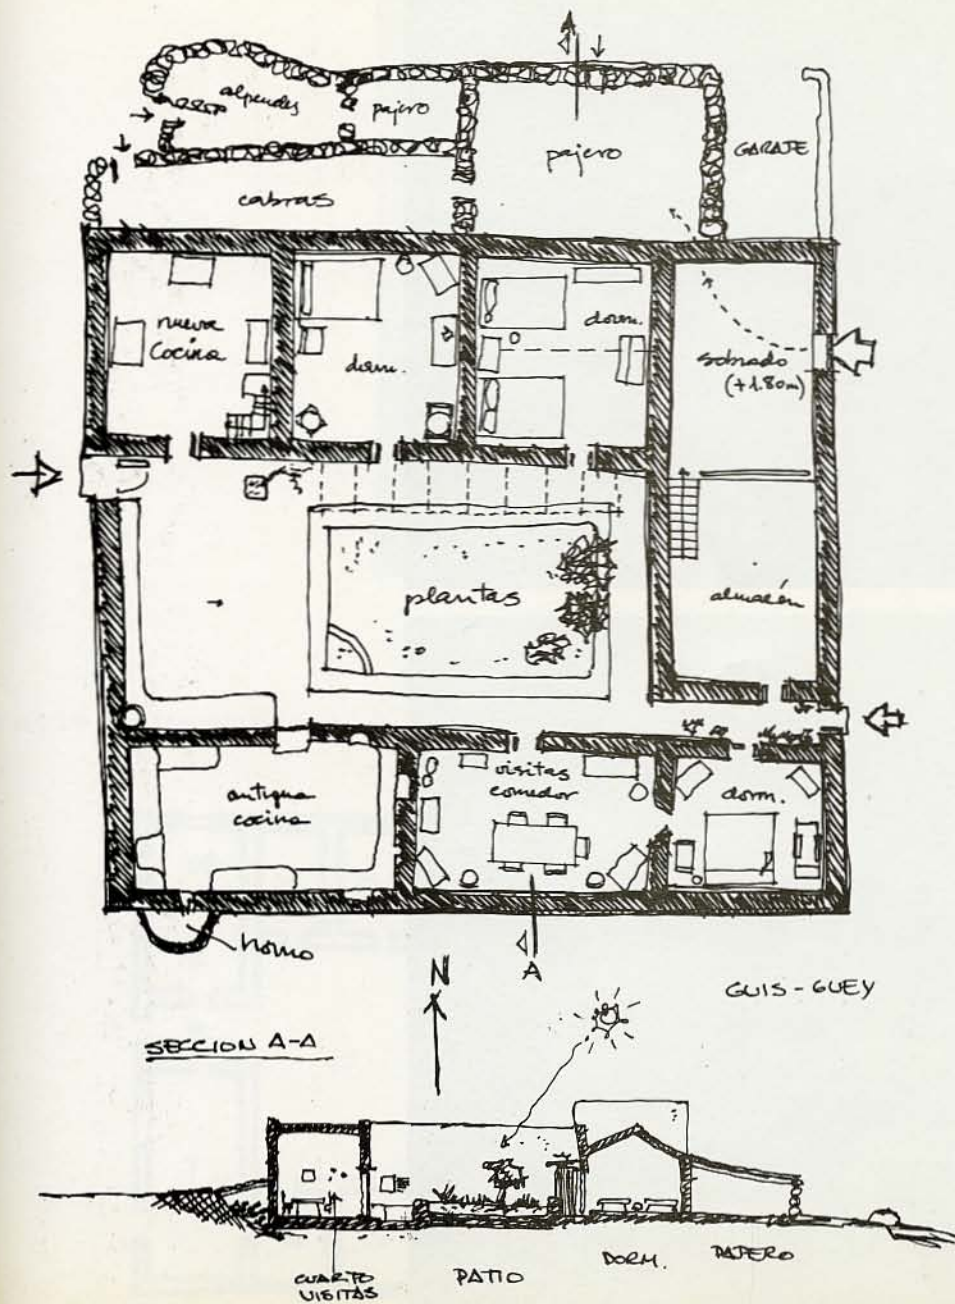 alpendes
pajero
pajero
GARAJE
cabras
nueva
cocina
dorm.
dorm.
sobrado
(+1.80m)
plantas
almacén
antigua
cocina
visitas
comedor
dorm.
horno
A
N
GUIS-GUEY
SECCION A-A
CUARTO
VISITAS
PATIO
DORM.
PAJERO